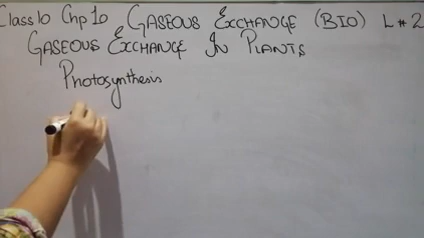 Class 10 Chp 10 GASEOUS EXCHANGE (BIO) L # 2
GASEOUS EXCHANGE IN PLANTS
Photosynthesis